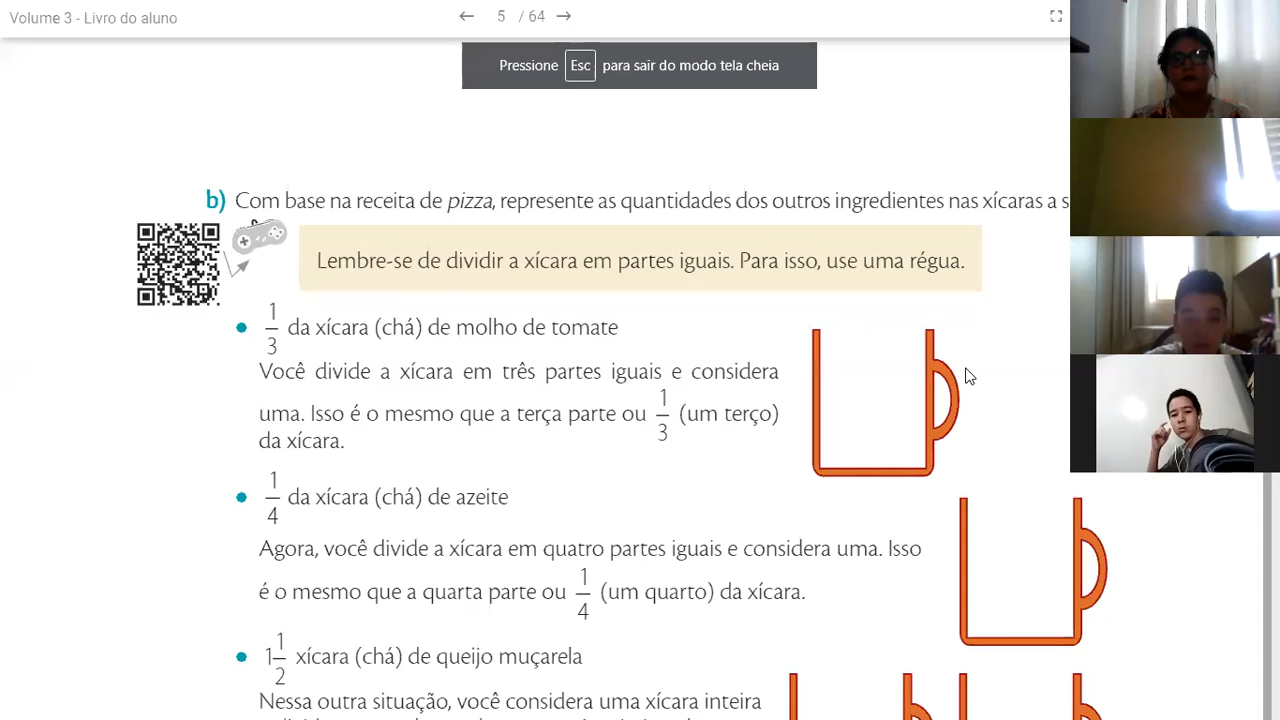 Volume 3 - Livro do aluno
← 5 / 64 →
Pressione Esc para sair do modo tela cheia
b) Com base na receita de pizza, represente as quantidades dos outros ingredientes nas xícaras a s
Lembre-se de dividir a xícara em partes iguais. Para isso, use uma régua.
• 1/3 da xícara (chá) de molho de tomate
Você divide a xícara em três partes iguais e considera
uma. Isso é o mesmo que a terça parte ou 1/3 (um terço)
da xícara.
• 1/4 da xícara (chá) de azeite
Agora, você divide a xícara em quatro partes iguais e considera uma. Isso
é o mesmo que a quarta parte ou 1/4 (um quarto) da xícara.
• 1 1/2 xícara (chá) de queijo muçarela
Nessa outra situação, você considera uma xícara inteira